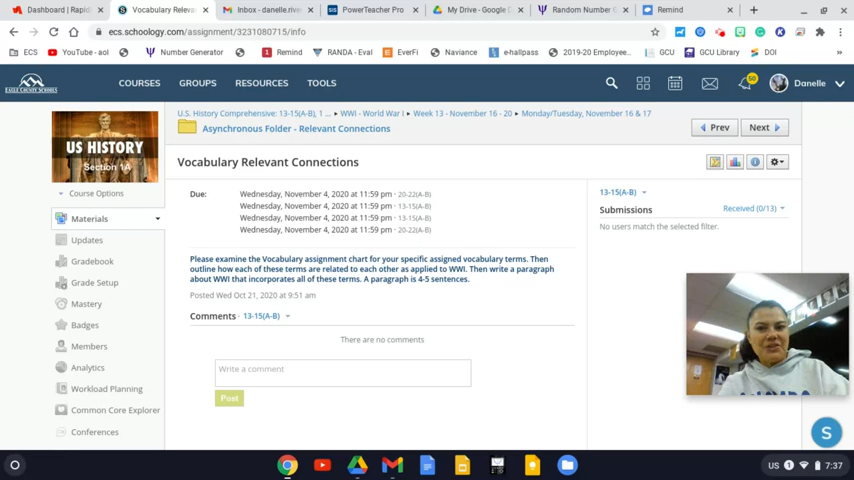 Dashboard | Rapidi
Vocabulary Relevan
Inbox - danelle.river
PowerTeacher Pro
My Drive - Google D
Random Number G
Remind
ecs.schoology.com/assignment/3231080715/info
ECS
YouTube - aol
Number Generator
Remind
RANDA - Eval
EverFi
Naviance
e-hallpass
2019-20 Employee...
GCU
GCU Library
DOI
EAGLE COUNTY SCHOOLS
COURSES
GROUPS
RESOURCES
TOOLS
50
Danelle
US HISTORY
Section 1A
Course Options
Materials
Updates
Gradebook
Grade Setup
Mastery
Badges
Members
Analytics
Workload Planning
Common Core Explorer
Conferences
U.S. History Comprehensive: 13-15(A-B), 1 ... WWI - World War I Week 13 - November 16 - 20 Monday/Tuesday, November 16 & 17
Asynchronous Folder - Relevant Connections
Prev
Next
Vocabulary Relevant Connections
Due: Wednesday, November 4, 2020 at 11:59 pm - 20-22(A-B)
Wednesday, November 4, 2020 at 11:59 pm - 13-15(A-B)
Wednesday, November 4, 2020 at 11:59 pm - 13-15(A-B)
Wednesday, November 4, 2020 at 11:59 pm - 20-22(A-B)
Please examine the Vocabulary assignment chart for your specific assigned vocabulary terms. Then
outline how each of these terms are related to each other as applied to WWI. Then write a paragraph
about WWI that incorporates all of these terms. A paragraph is 4-5 sentences.
Posted Wed Oct 21, 2020 at 9:51 am
Comments · 13-15(A-B)
There are no comments
Write a comment
Post
13-15(A-B)
Submissions
Received (0/13)
No users match the selected filter.
S
US
1
7:37